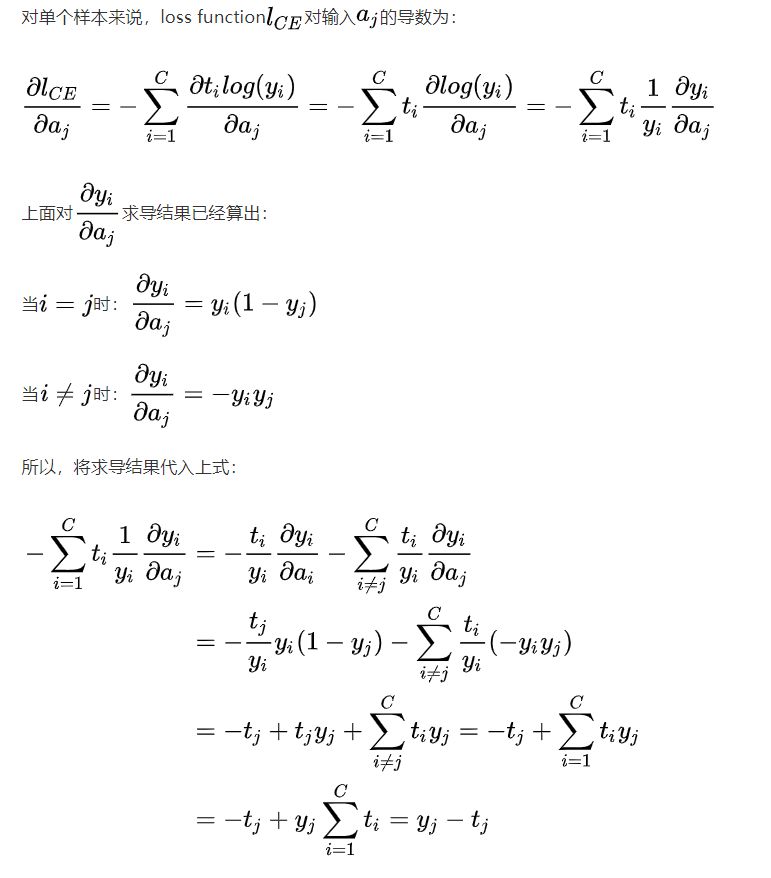 对单个样本来说，loss function$l_{CE}$对输入$a_j$的导数为：
$\frac{\partial l_{CE}}{\partial a_j} = -\sum_{i=1}^{C} \frac{\partial t_i log(y_i)}{\partial a_j} = -\sum_{i=1}^{C} t_i \frac{\partial log(y_i)}{\partial a_j} = -\sum_{i=1}^{C} t_i \frac{1}{y_i} \frac{\partial y_i}{\partial a_j}$
上面对$\frac{\partial y_i}{\partial a_j}$求导结果已经算出：
当$i = j$时：$\frac{\partial y_i}{\partial a_j} = y_i(1 - y_j)$
当$i \neq j$时：$\frac{\partial y_i}{\partial a_j} = -y_i y_j$
所以，将求导结果代入上式：
$-\sum_{i=1}^{C} t_i \frac{1}{y_i} \frac{\partial y_i}{\partial a_j} = -\frac{t_i}{y_i} \frac{\partial y_i}{\partial a_i} - \sum_{i \neq j}^{C} \frac{t_i}{y_i} \frac{\partial y_i}{\partial a_j}$
$= -\frac{t_j}{y_i} y_i(1 - y_j) - \sum_{i \neq j}^{C} \frac{t_i}{y_i} (-y_i y_j)$
$= -t_j + t_j y_j + \sum_{i \neq j}^{C} t_i y_j = -t_j + \sum_{i=1}^{C} t_i y_j$
$= -t_j + y_j \sum_{i=1}^{C} t_i = y_j - t_j$